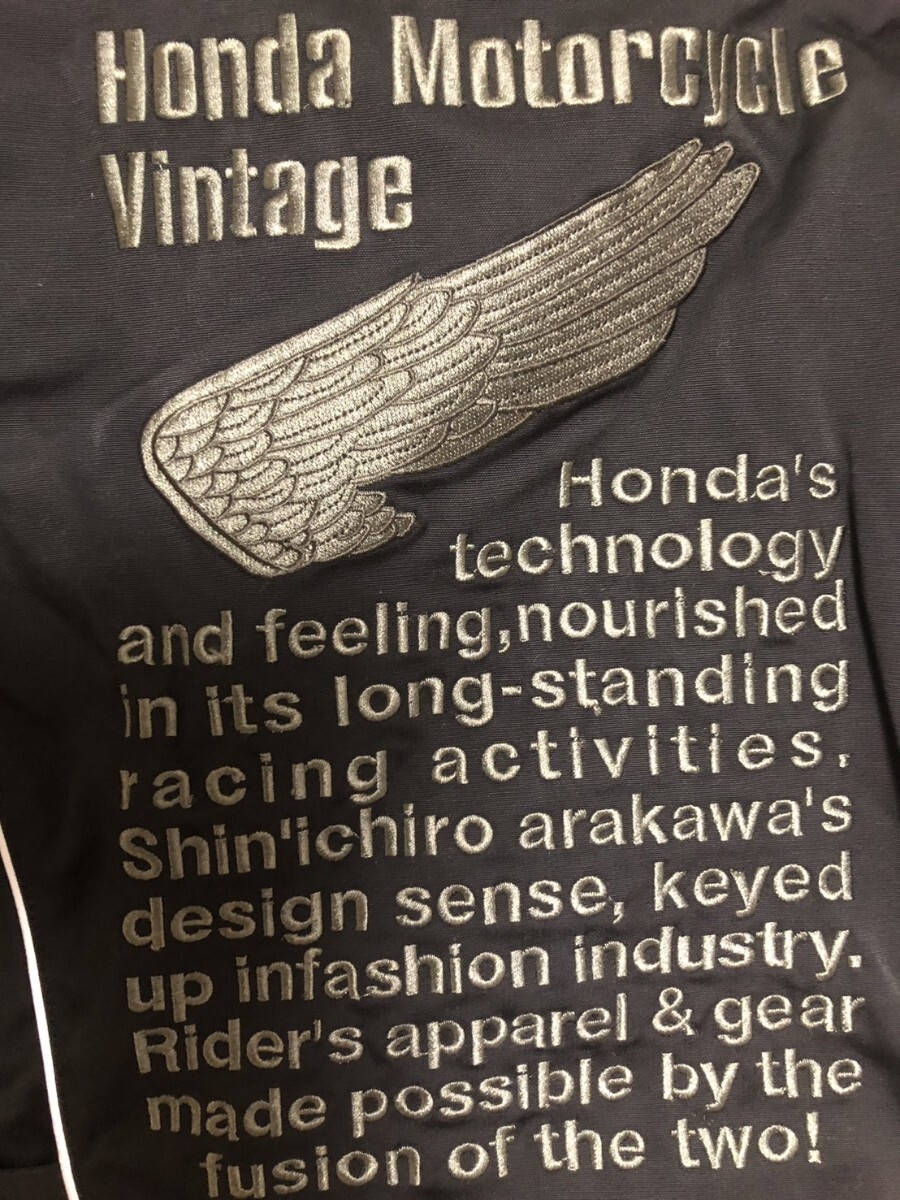 Honda Motorcycle
Vintage
Honda's
technology
and feeling,nourished
in its long-standing
racing activities.
Shin'ichiro arakawa's
design sense, keyed
up infashion industry.
Rider's apparel & gear
made possible by the
fusion of the two!